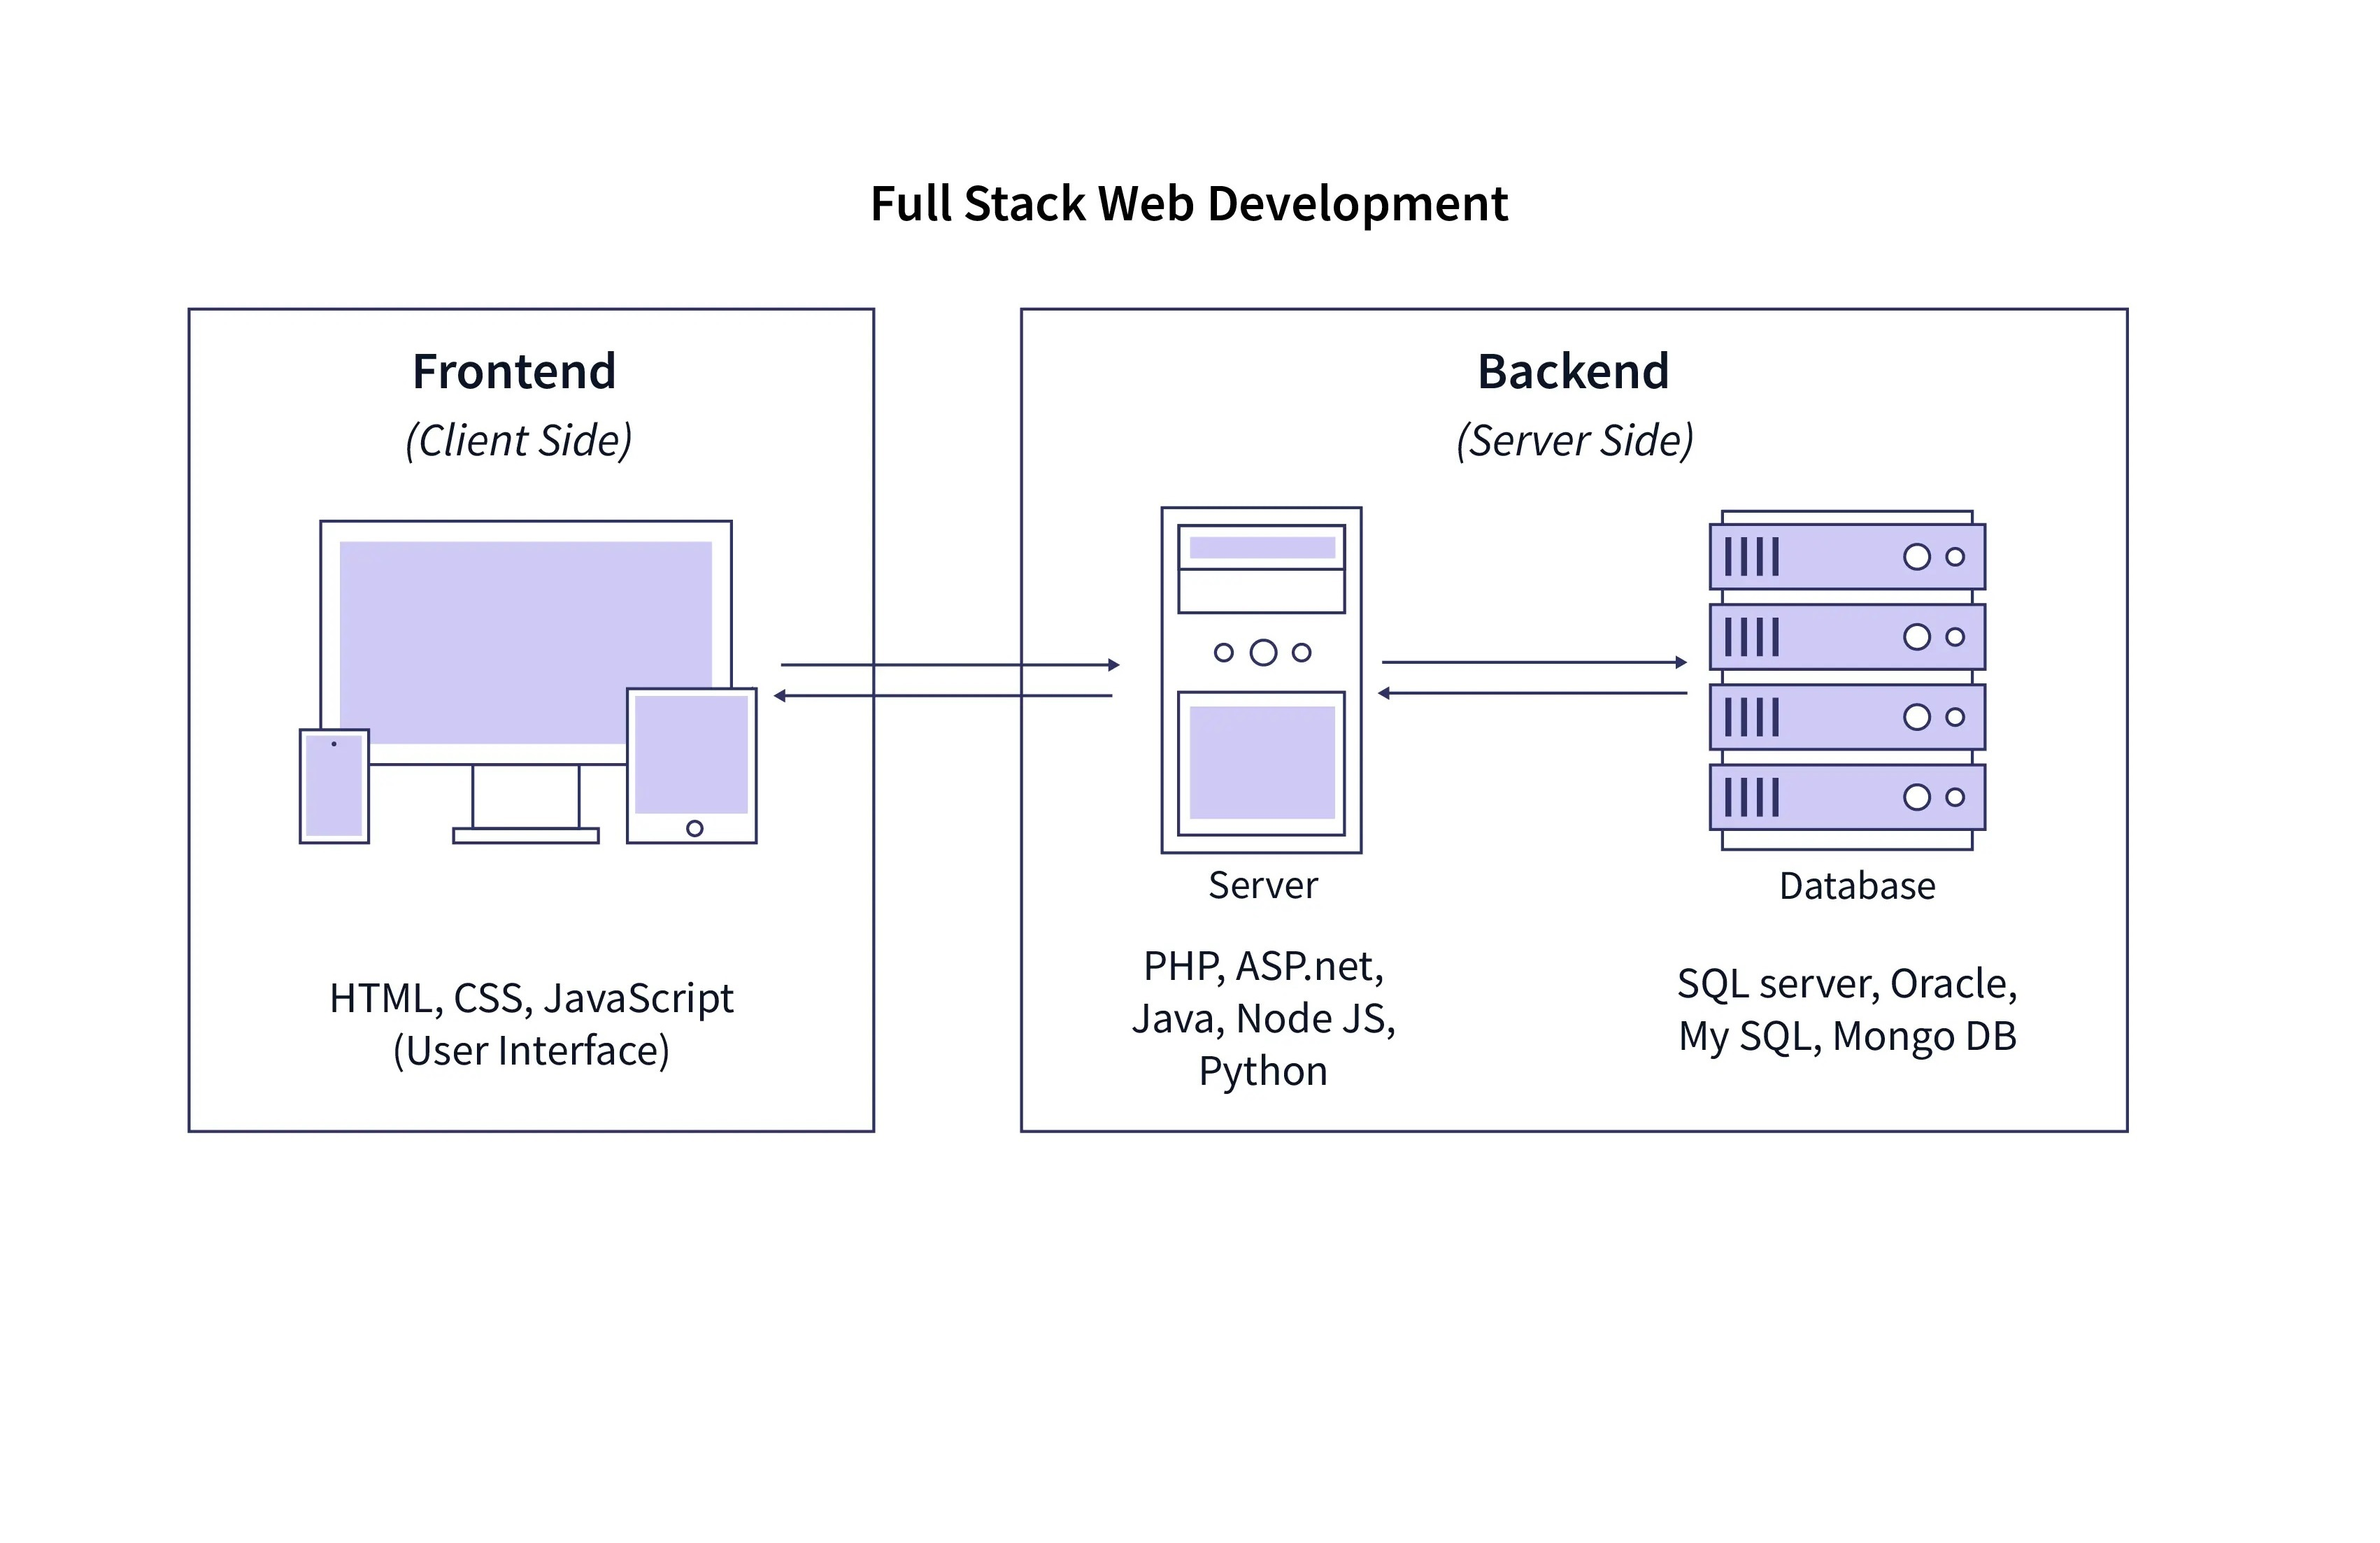 Full Stack Web Development
Frontend
(Client Side)
HTML, CSS, JavaScript
(User Interface)
Backend
(Server Side)
Server
PHP, ASP.net,
Java, Node JS,
Python
Database
SQL server, Oracle,
My SQL, Mongo DB